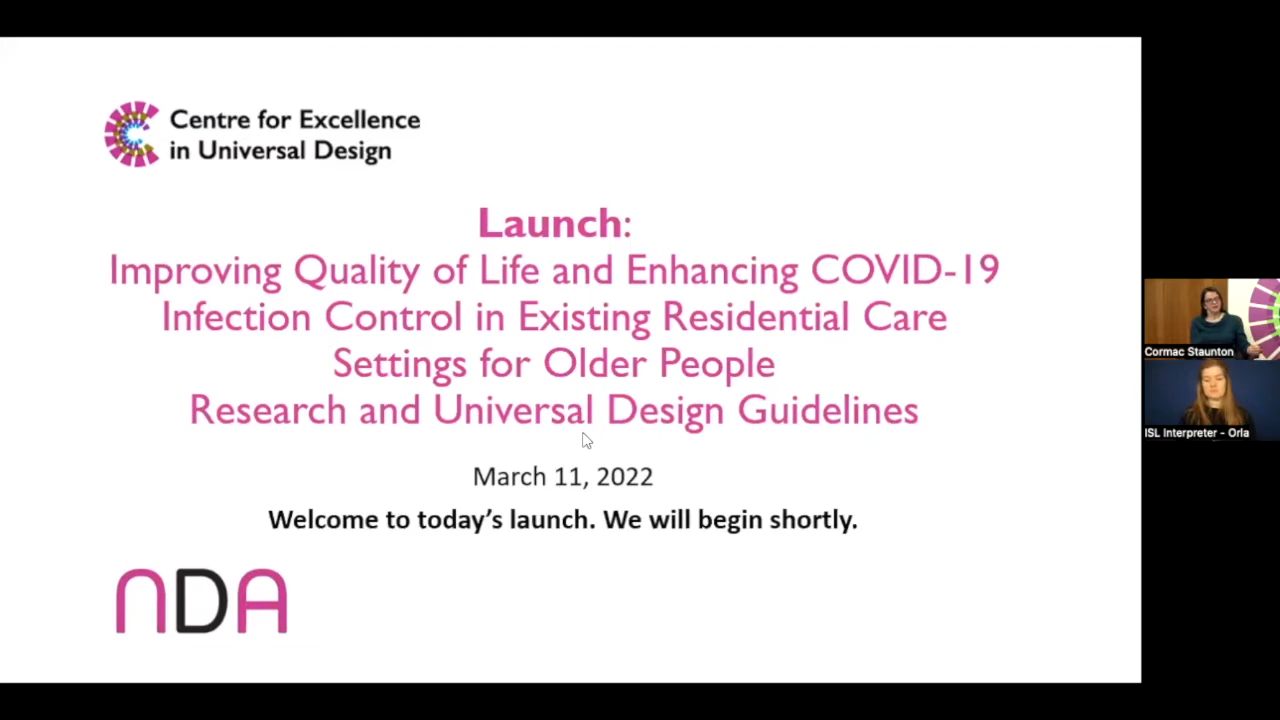 Centre for Excellence
in Universal Design
Launch:
Improving Quality of Life and Enhancing COVID-19
Infection Control in Existing Residential Care
Settings for Older People
Research and Universal Design Guidelines
March 11, 2022
Welcome to today’s launch. We will begin shortly.
NDA
Cormac Staunton
ISL Interpreter - Orla